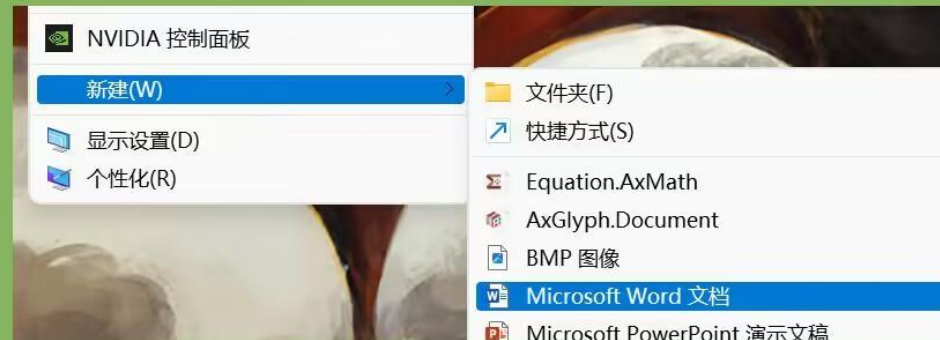 NVIDIA 控制面板
新建(W)
显示设置(D)
个性化(R)
文件夹(F)
快捷方式(S)
Equation.AxMath
AxGlyph.Document
BMP 图像
Microsoft Word 文档
Microsoft PowerPoint 演示文稿